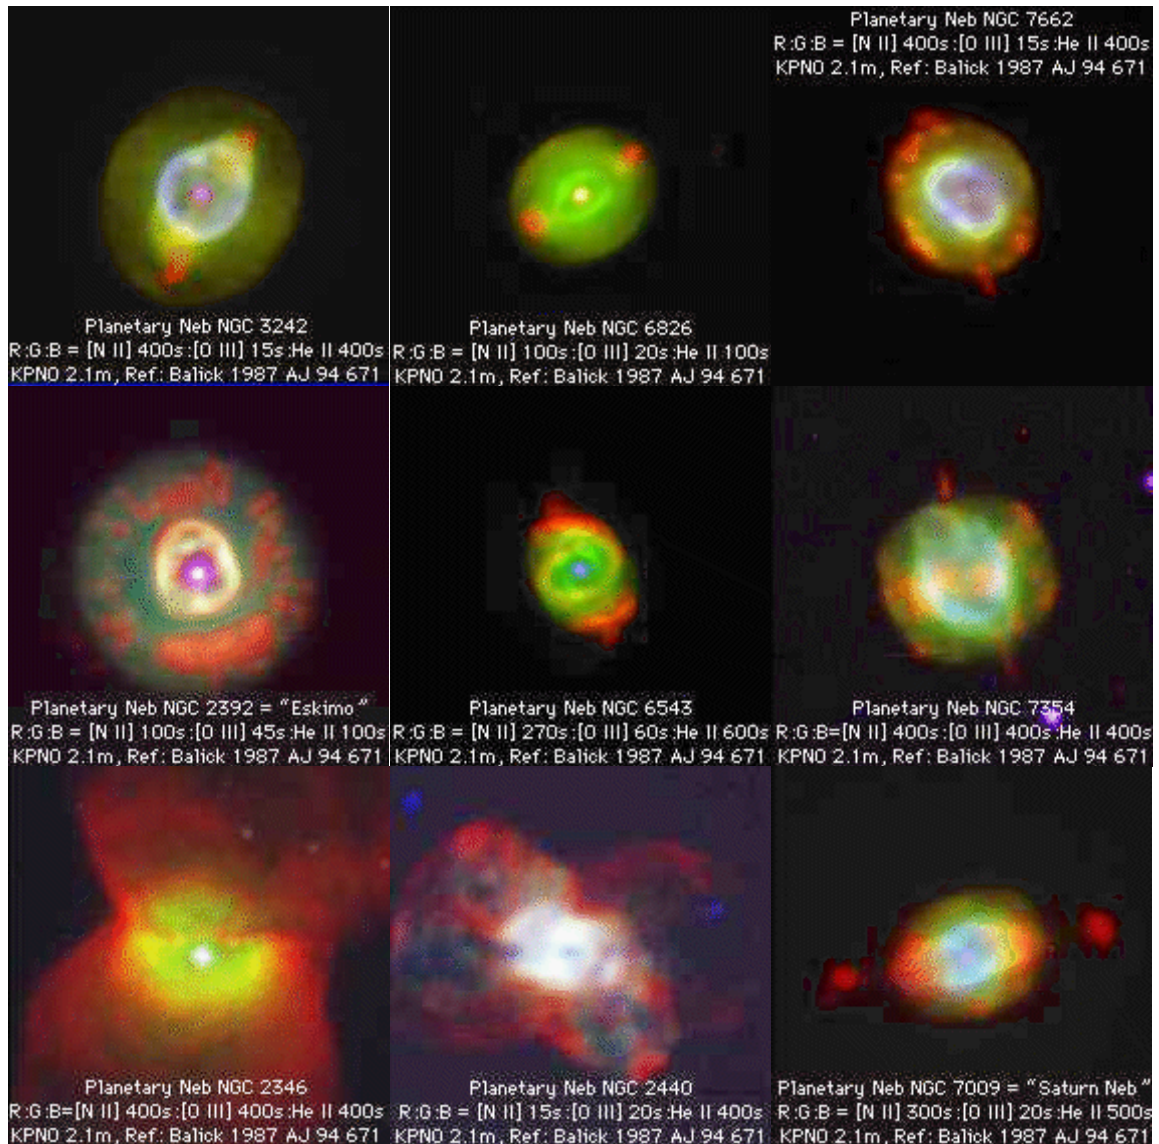 Planetary Neb NGC 3242
R:G:B = [N II] 400s:[O III] 15s:He II 400s
KPNO 2.1m, Ref: Balick 1987 AJ 94 671
Planetary Neb NGC 6826
R:G:B = [N II] 100s:[O III] 20s:He II 100s
KPNO 2.1m, Ref: Balick 1987 AJ 94 671
Planetary Neb NGC 7662
R:G:B = [N II] 400s:[O III] 15s:He II 400s
KPNO 2.1m, Ref: Balick 1987 AJ 94 671
Planetary Neb NGC 2392 = "Eskimo"
R:G:B = [N II] 100s:[O III] 45s:He II 100s
KPNO 2.1m, Ref: Balick 1987 AJ 94 671
Planetary Neb NGC 6543
R:G:B = [N II] 270s:[O III] 60s:He II 600s
KPNO 2.1m, Ref: Balick 1987 AJ 94 671
Planetary Neb NGC 7354
R:G:B=[N II] 400s:[O III] 400s:He II 400s
KPNO 2.1m, Ref: Balick 1987 AJ 94 671
Planetary Neb NGC 2346
R:G:B=[N II] 400s:[O III] 400s:He II 400s
KPNO 2.1m, Ref: Balick 1987 AJ 94 671
Planetary Neb NGC 2440
R:G:B = [N II] 15s:[O III] 20s:He II 400s
KPNO 2.1m, Ref: Balick 1987 AJ 94 671
Planetary Neb NGC 7009 = "Saturn Neb"
R:G:B = [N II] 300s:[O III] 20s:He II 500s
KPNO 2.1m, Ref: Balick 1987 AJ 94 671